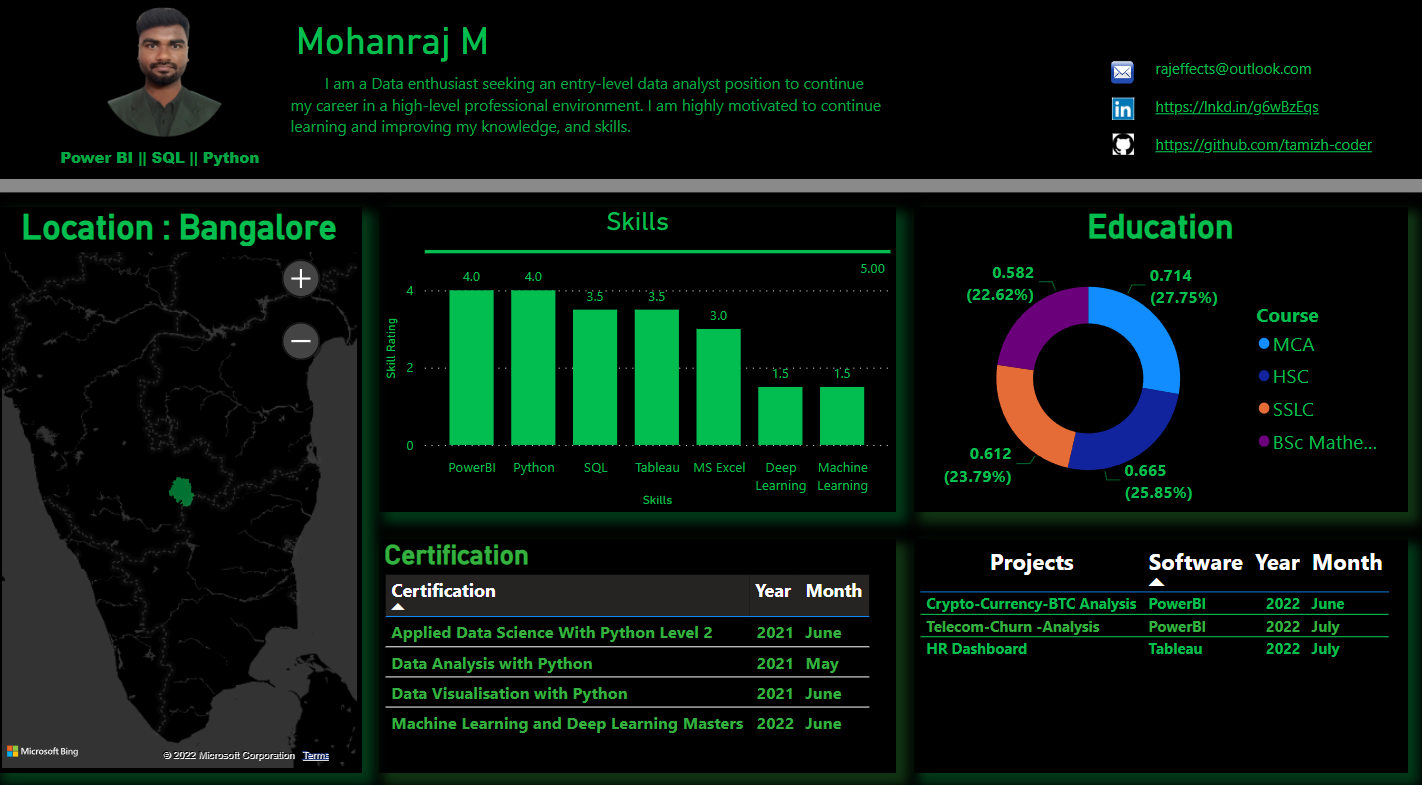 Mohanraj M
I am a Data enthusiast seeking an entry-level data analyst position to continue
my career in a high-level professional environment. I am highly motivated to continue
learning and improving my knowledge, and skills.
Power BI || SQL || Python
rajeffects@outlook.com
in
https://lnkd.in/g6wBzEqs
https://github.com/tamizh-coder
Location : Bangalore
Microsoft Bing
© 2022 Microsoft Corporation Terms
Skills
5.00
4.0 4.0 3.5 3.5 3.0 1.5 1.5
4
2
0
Skill Rating
PowerBI Python SQL Tableau MS Excel Deep Learning Machine Learning
Skills
Education
0.582
(22.62%)
0.714
(27.75%)
0.612
(23.79%)
0.665
(25.85%)
Course
MCA
HSC
SSLC
BSc Mathe...
Certification
Certification Year Month
Applied Data Science With Python Level 2 2021 June
Data Analysis with Python 2021 May
Data Visualisation with Python 2021 June
Machine Learning and Deep Learning Masters 2022 June
Projects Software Year Month
Crypto-Currency-BTC Analysis PowerBI 2022 June
Telecom-Churn -Analysis PowerBI 2022 July
HR Dashboard Tableau 2022 July